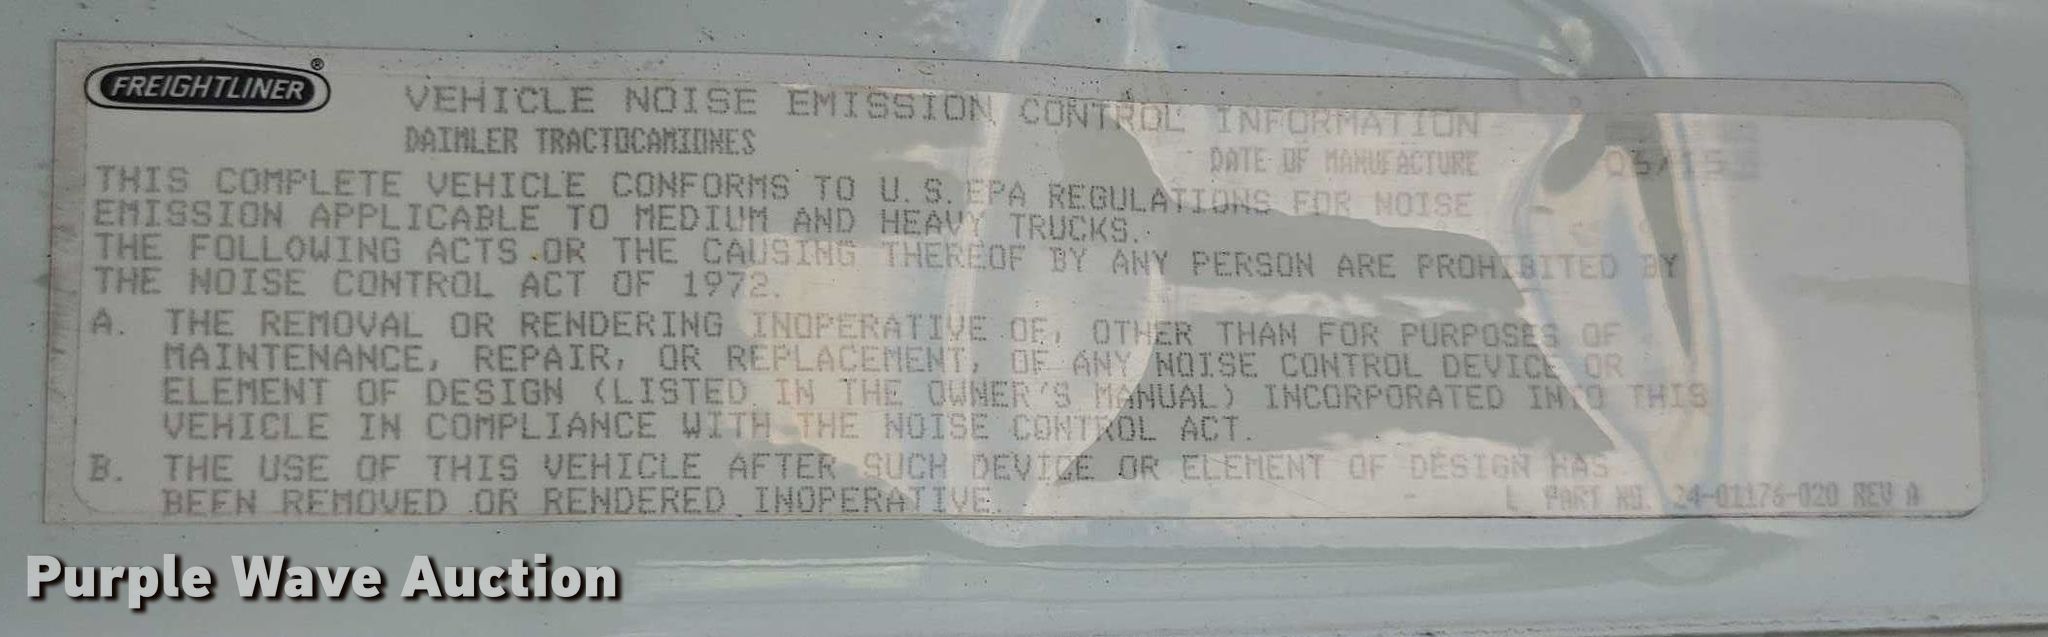 FREIGHTLINER®
VEHICLE NOISE EMISSION CONTROL INFORMATION
DAIMLER TRACTOCAMIONES
DATE OF MANUFACTURE
THIS COMPLETE VEHICLE CONFORMS TO U.S. EPA REGULATIONS FOR NOISE
EMISSION APPLICABLE TO MEDIUM AND HEAVY TRUCKS.
THE FOLLOWING ACTS OR THE CAUSING THEREOF BY ANY PERSON ARE PROHIBITED BY
THE NOISE CONTROL ACT OF 1972.
A. THE REMOVAL OR RENDERING INOPERATIVE OF, OTHER THAN FOR PURPOSES OF
MAINTENANCE, REPAIR, OR REPLACEMENT, OF ANY NOISE CONTROL DEVICE OR
ELEMENT OF DESIGN (LISTED IN THE OWNER'S MANUAL) INCORPORATED INTO THIS
VEHICLE IN COMPLIANCE WITH THE NOISE CONTROL ACT.
B. THE USE OF THIS VEHICLE AFTER SUCH DEVICE OR ELEMENT OF DESIGN HAS
BEEN REMOVED OR RENDERED INOPERATIVE.
PART NO. 24-01176-020 REV A
Purple Wave Auction